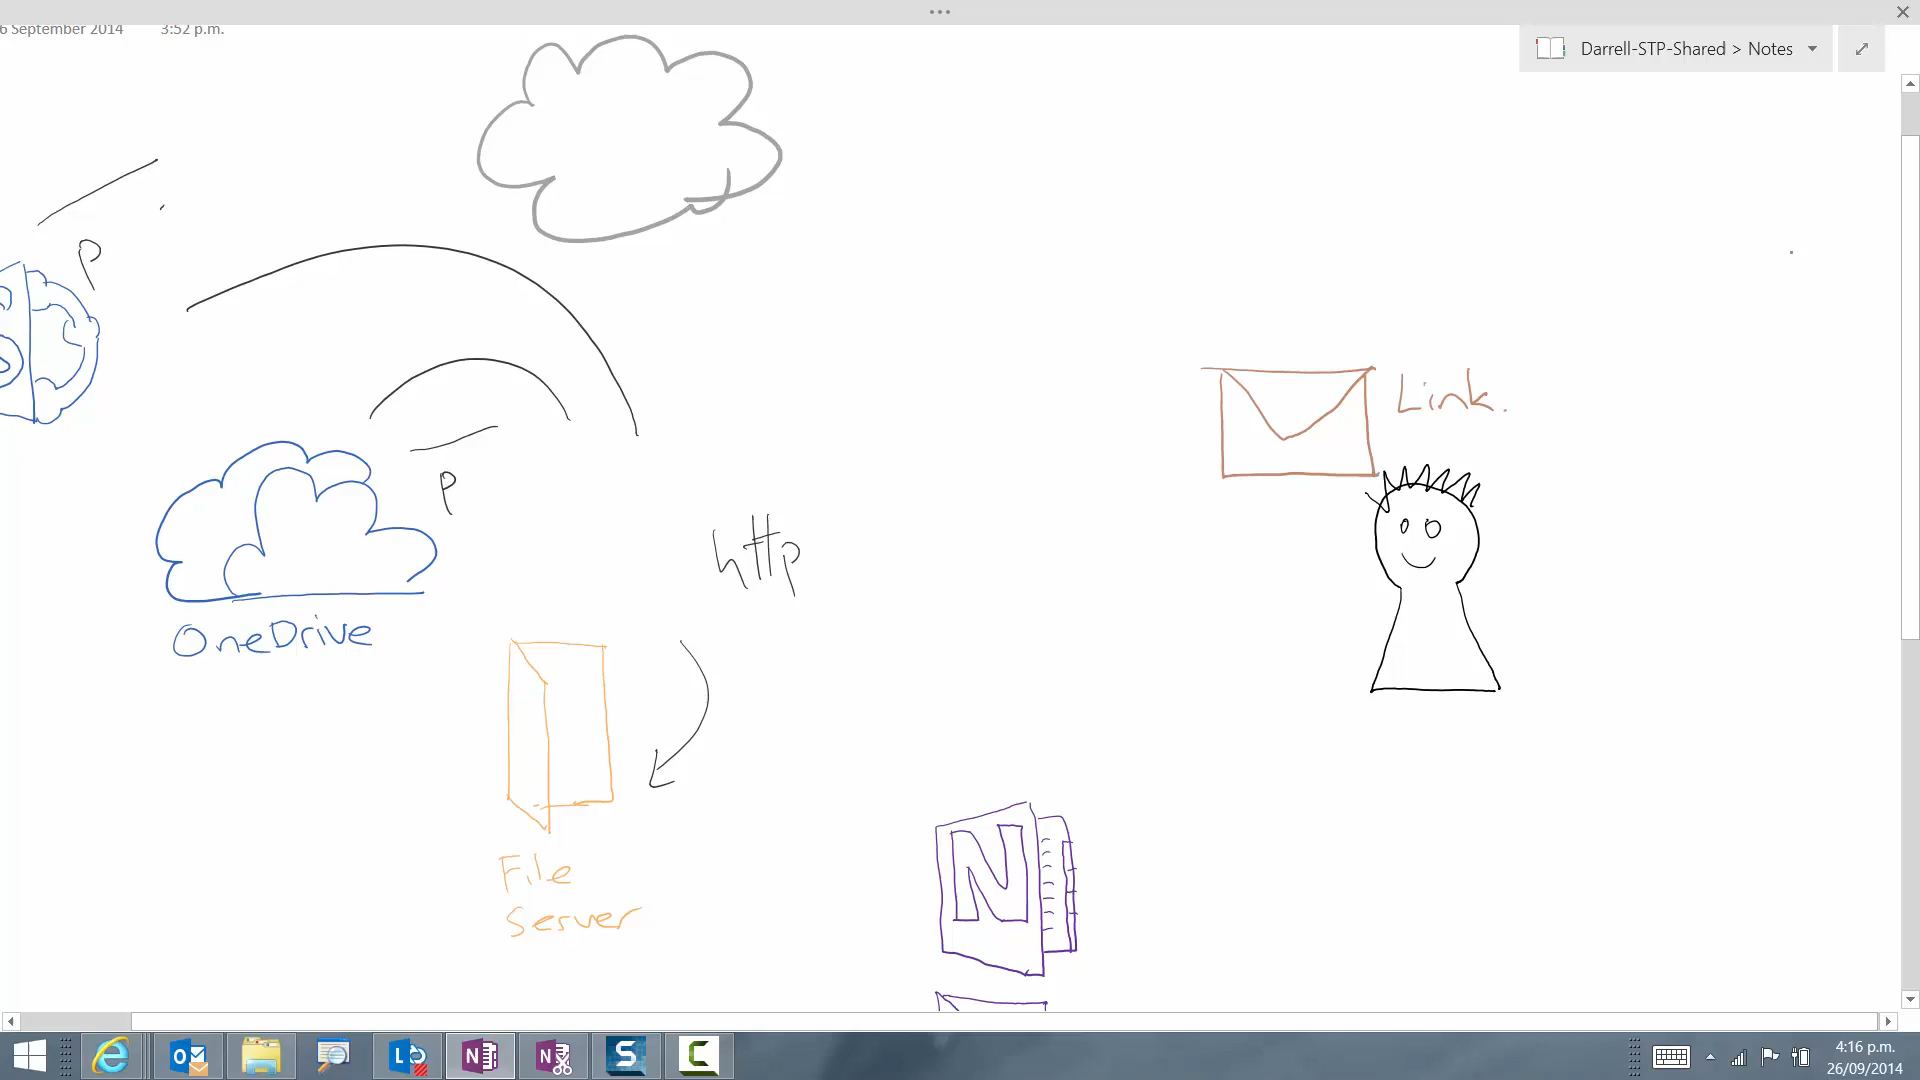 6 September 2014 3:52 p.m.
Darrell-STP-Shared > Notes
P
Link.
P
http
OneDrive
File
Server
N
4:16 p.m.
26/09/2014